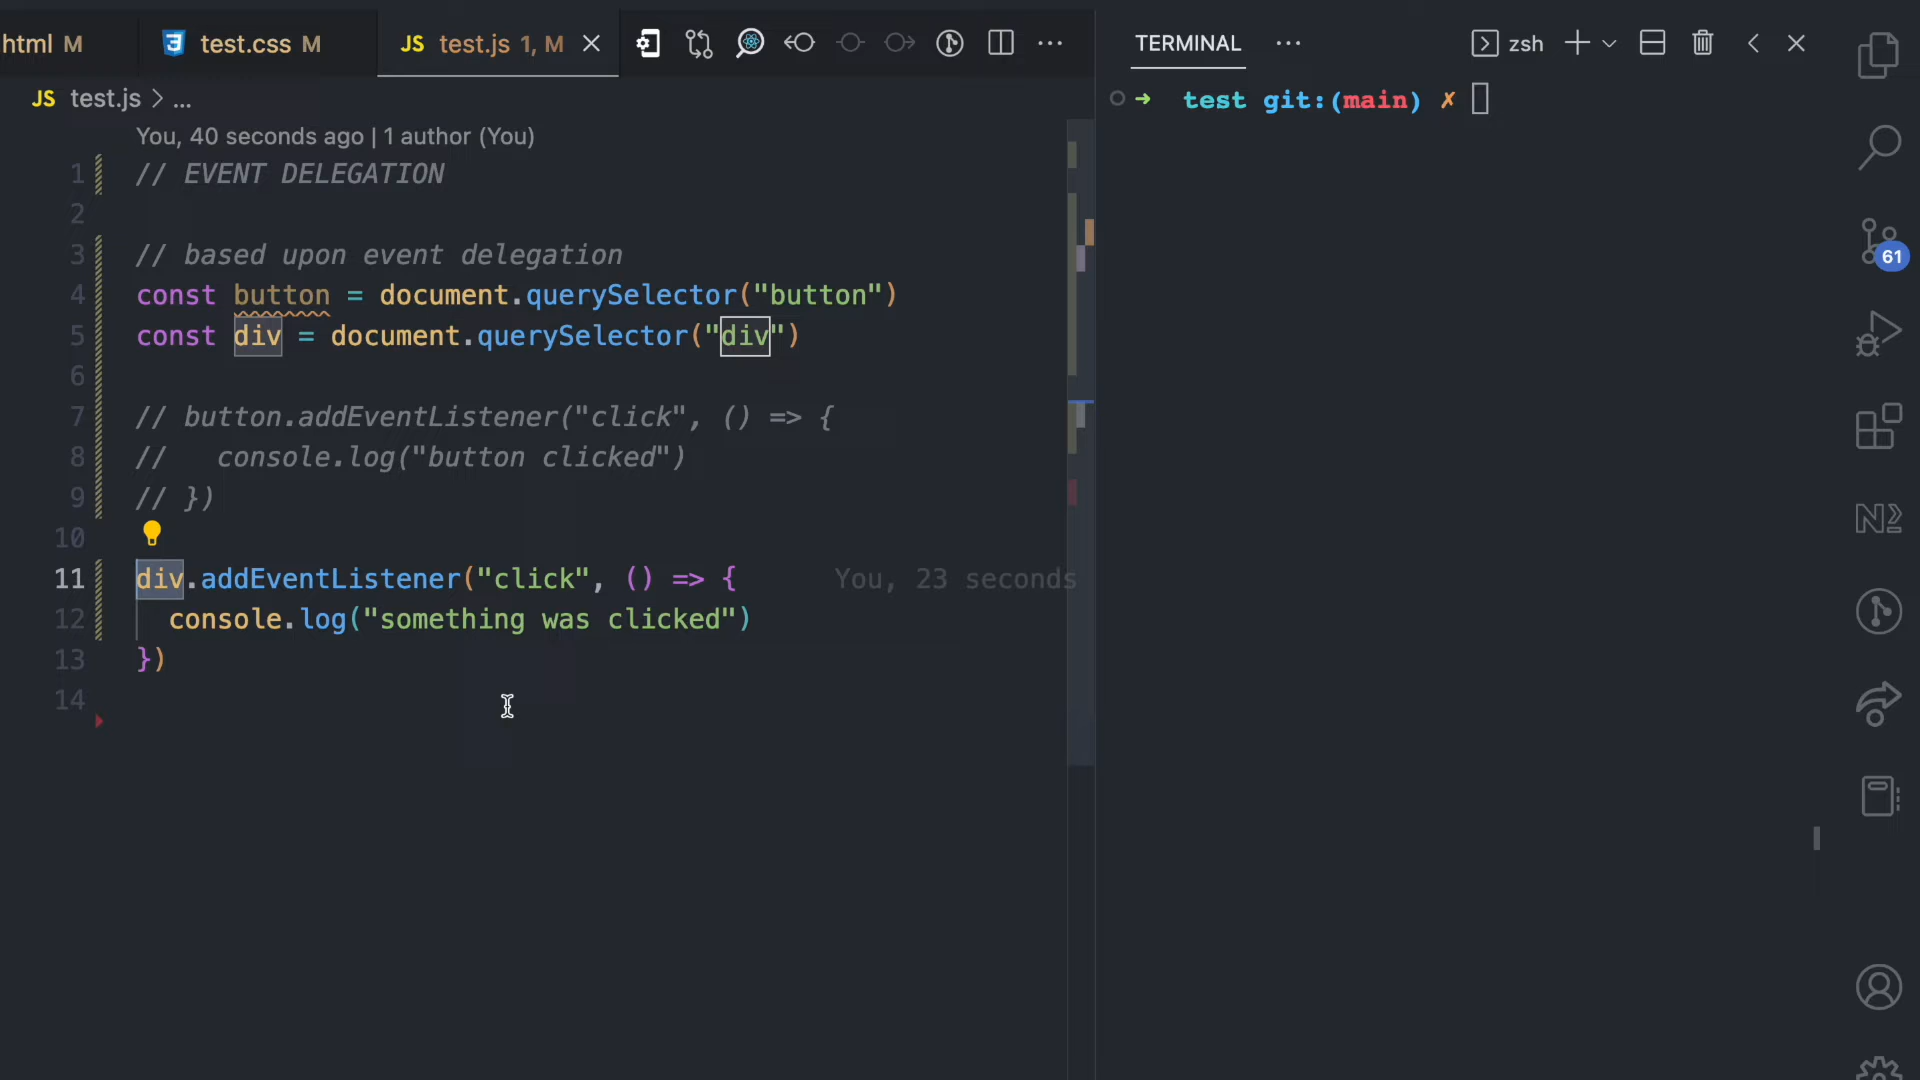 html M
test.css M
JS test.js 1, M
TERMINAL
zsh
JS test.js > ...
test git:(main) ✗
You, 40 seconds ago | 1 author (You)
1 // EVENT DELEGATION
2
3 // based upon event delegation
4 const button = document.querySelector("button")
5 const div = document.querySelector("div")
6
7 // button.addEventListener("click", () => {
8 //   console.log("button clicked")
9 // })
10
11 div.addEventListener("click", () => { You, 23 seconds
12   console.log("something was clicked")
13 })
14
61